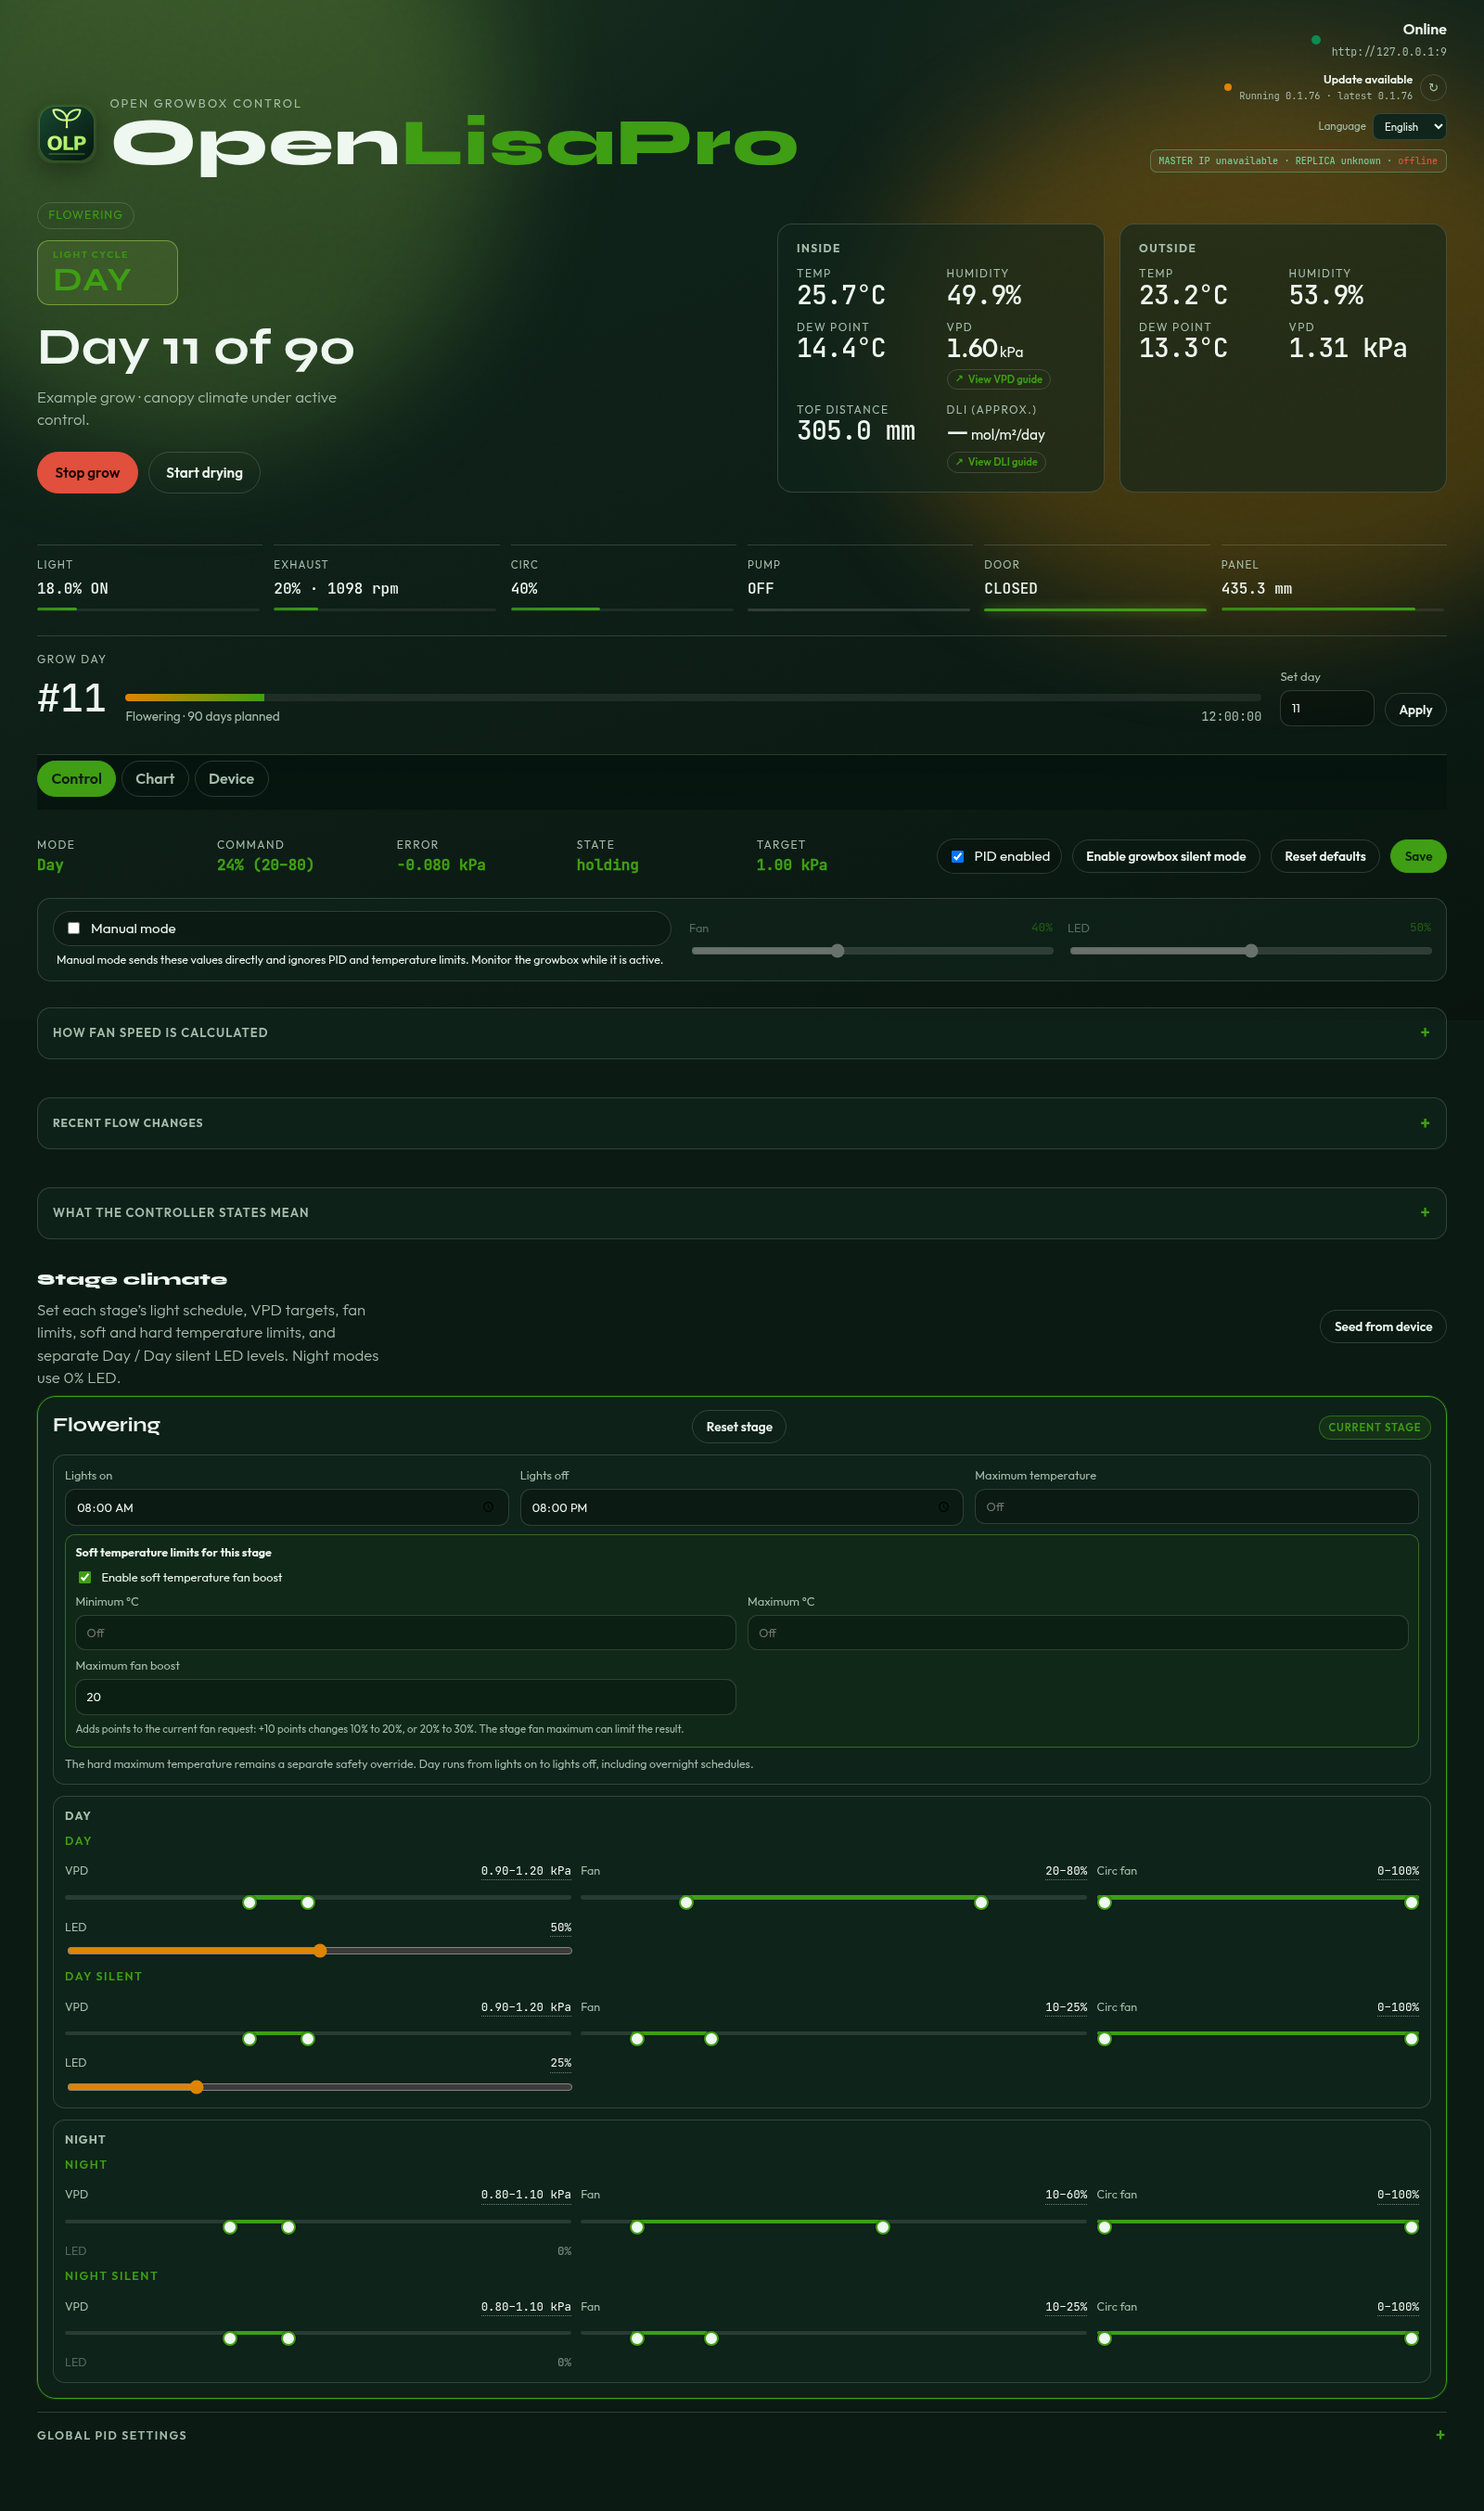 Online
http://127.0.0.1:9
Update available
Running 0.1.76 · latest 0.1.76
↻
Language English
MASTER IP unavailable · REPLICA unknown · offline
OLP
OPEN GROWBOX CONTROL
OpenLisaPro
FLOWERING
LIGHT CYCLE
DAY
Day 11 of 90
Example grow · canopy climate under active
control.
Stop grow Start drying
INSIDE
TEMP HUMIDITY
25.7°C 49.9%
DEW POINT VPD
14.4°C 1.60 kPa
↗ View VPD guide
TOF DISTANCE DLI (APPROX.)
305.0 mm — mol/m²/day
↗ View DLI guide
OUTSIDE
TEMP HUMIDITY
23.2°C 53.9%
DEW POINT VPD
13.3°C 1.31 kPa
LIGHT EXHAUST CIRC PUMP DOOR PANEL
18.0% ON 20% · 1098 rpm 40% OFF CLOSED 435.3 mm
GROW DAY
#11
Flowering · 90 days planned 12:00:00
Set day
11 Apply
Control Chart Device
MODE COMMAND ERROR STATE TARGET
Day 24% (20–80) -0.080 kPa holding 1.00 kPa
PID enabled Enable growbox silent mode Reset defaults Save
Manual mode
Manual mode sends these values directly and ignores PID and temperature limits. Monitor the growbox while it is active.
Fan 40% LED 50%
HOW FAN SPEED IS CALCULATED +
RECENT FLOW CHANGES +
WHAT THE CONTROLLER STATES MEAN +
Stage climate
Set each stage’s light schedule, VPD targets, fan
limits, soft and hard temperature limits, and
separate Day / Day silent LED levels. Night modes
use 0% LED.
Seed from device
Flowering Reset stage CURRENT STAGE
Lights on Lights off Maximum temperature
08:00 AM 08:00 PM Off
Soft temperature limits for this stage
Enable soft temperature fan boost
Minimum °C Maximum °C
Off Off
Maximum fan boost
20
Adds points to the current fan request: +10 points changes 10% to 20%, or 20% to 30%. The stage fan maximum can limit the result.
The hard maximum temperature remains a separate safety override. Day runs from lights on to lights off, including overnight schedules.
DAY
DAY
VPD 0.90–1.20 kPa Fan 20–80% Circ fan 0–100%
LED 50%
DAY SILENT
VPD 0.90–1.20 kPa Fan 10–25% Circ fan 0–100%
LED 25%
NIGHT
NIGHT
VPD 0.80–1.10 kPa Fan 10–60% Circ fan 0–100%
LED 0%
NIGHT SILENT
VPD 0.80–1.10 kPa Fan 10–25% Circ fan 0–100%
LED 0%
GLOBAL PID SETTINGS +